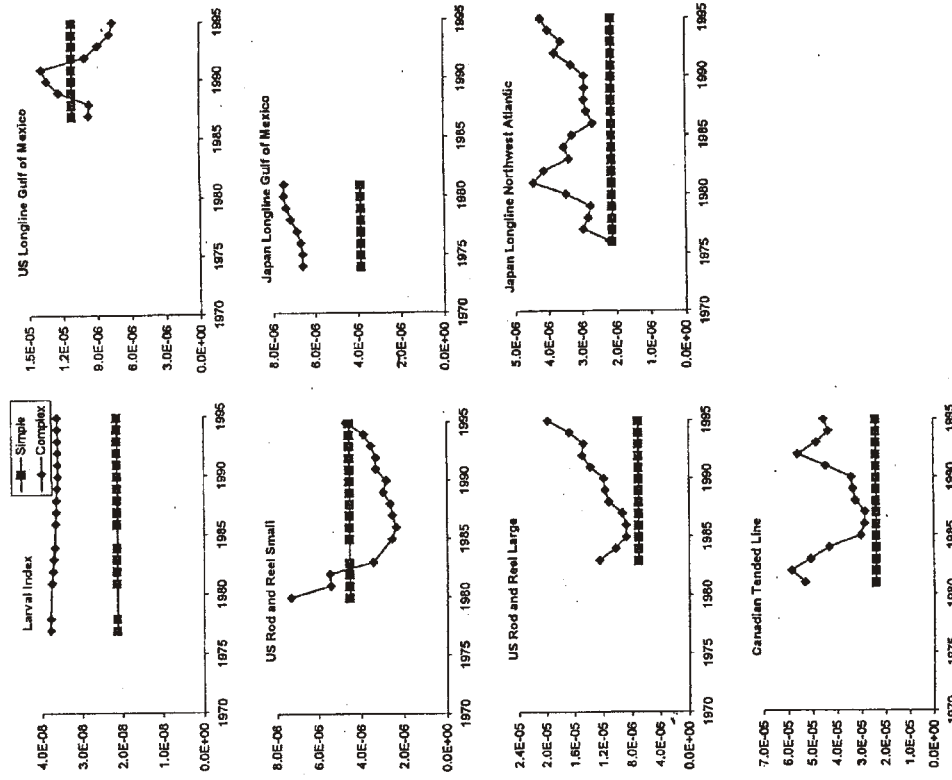 Larval Index
Simple
Complex
4.0E-08
3.0E-08
2.0E-08
1.0E-08
0.0E+00
1970 1975 1980 1985 1990 1995
US Longline Gulf of Mexico
1.5E-05
1.2E-05
9.0E-06
6.0E-06
3.0E-06
0.0E+00
1970 1975 1980 1985 1990 1995
US Rod and Reel Small
8.0E-06
6.0E-06
4.0E-06
2.0E-06
0.0E+00
1970 1975 1980 1985 1990 1995
Japan Longline Gulf of Mexico
8.0E-06
6.0E-06
4.0E-06
2.0E-06
0.0E+00
1970 1975 1980 1985 1990 1995
US Rod and Reel Large
2.4E-05
2.0E-05
1.6E-05
1.2E-05
8.0E-06
4.0E-06
0.0E+00
1970 1975 1980 1985 1990 1995
Japan Longline Northwest Atlantic
5.0E-06
4.0E-06
3.0E-06
2.0E-06
1.0E-06
0.0E+00
1970 1975 1980 1985 1990 1995
Canadian Tended Line
7.0E-05
6.0E-05
5.0E-05
4.0E-05
3.0E-05
2.0E-05
1.0E-05
0.0E+00
1970 1975 1980 1985 1990 1995